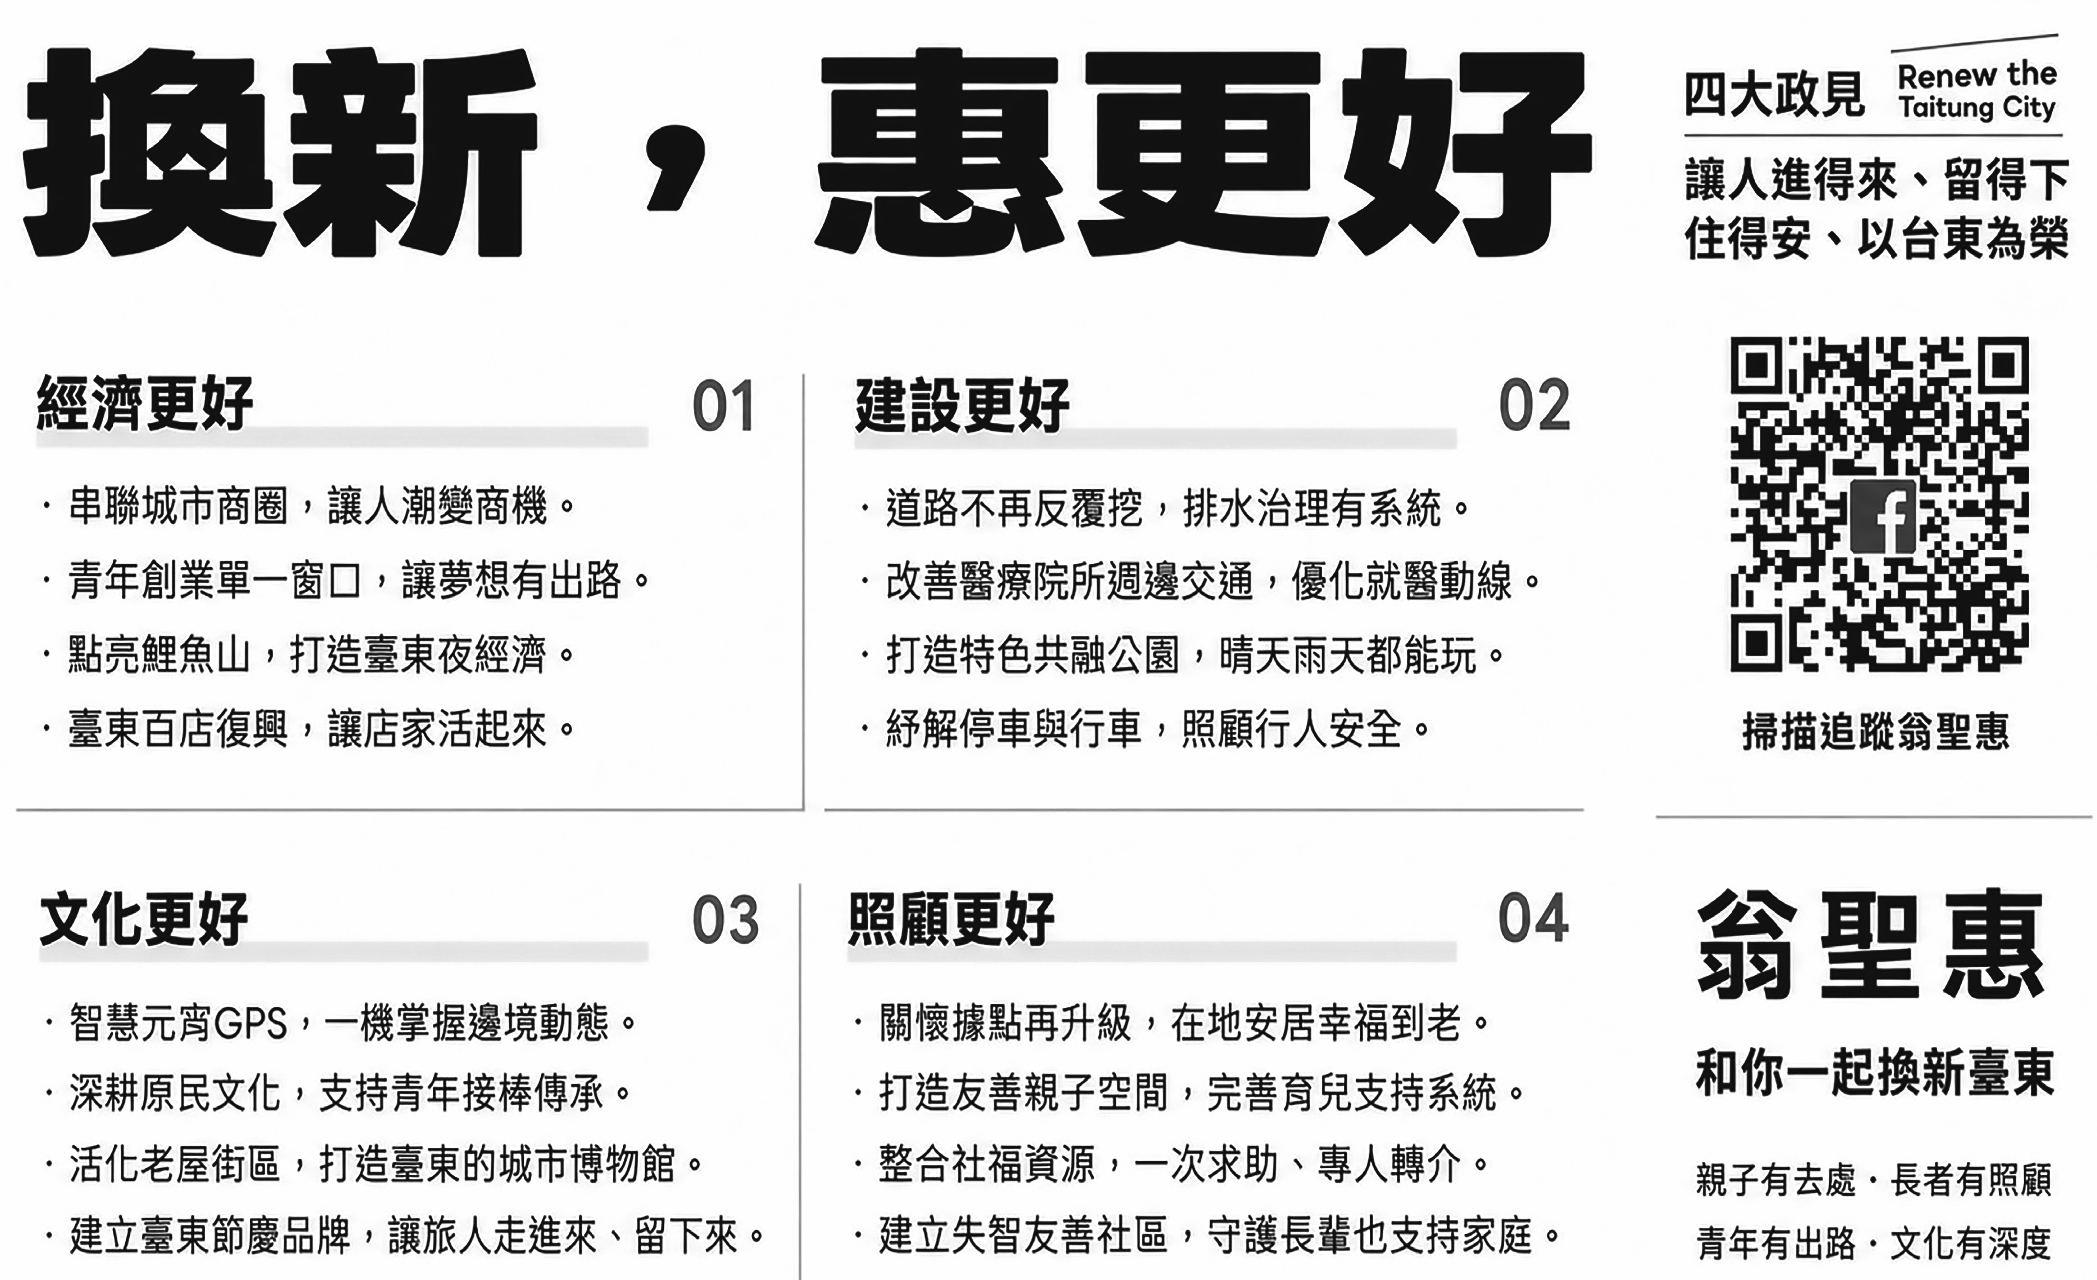 換新，惠更好
四大政見
Renew the
Taitung City
讓人進得來、留得下
住得安、以台東為榮
經濟更好 01
· 串聯城市商圈，讓人潮變商機。
· 青年創業單一窗口，讓夢想有出路。
· 點亮鯉魚山，打造臺東夜經濟。
· 臺東百店復興，讓店家活起來。
建設更好 02
· 道路不再反覆挖，排水治理有系統。
· 改善醫療院所週邊交通，優化就醫動線。
· 打造特色共融公園，晴天雨天都能玩。
· 紓解停車與行車，照顧行人安全。
掃描追蹤翁聖惠
文化更好 03
· 智慧元宵GPS，一機掌握遶境動態。
· 深耕原民文化，支持青年接棒傳承。
· 活化老屋街區，打造臺東的城市博物館。
· 建立臺東節慶品牌，讓旅人走進來、留下來。
照顧更好 04
· 關懷據點再升級，在地安居幸福到老。
· 打造友善親子空間，完善育兒支持系統。
· 整合社福資源，一次求助、專人轉介。
· 建立失智友善社區，守護長輩也支持家庭。
翁聖惠
和你一起換新臺東
親子有去處·長者有照顧
青年有出路·文化有深度